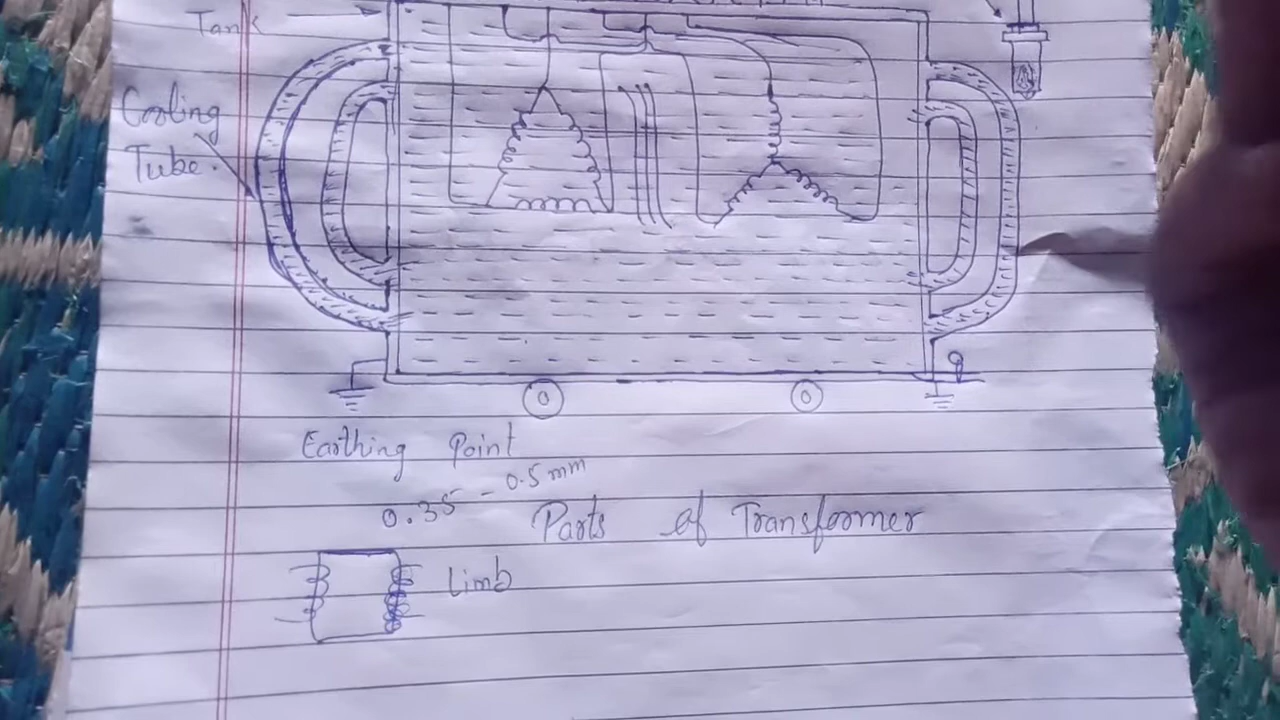 Tank
Cooling
Tube.
Earthing Point
0.35 - 0.5 mm
Parts of Transformer
Limb